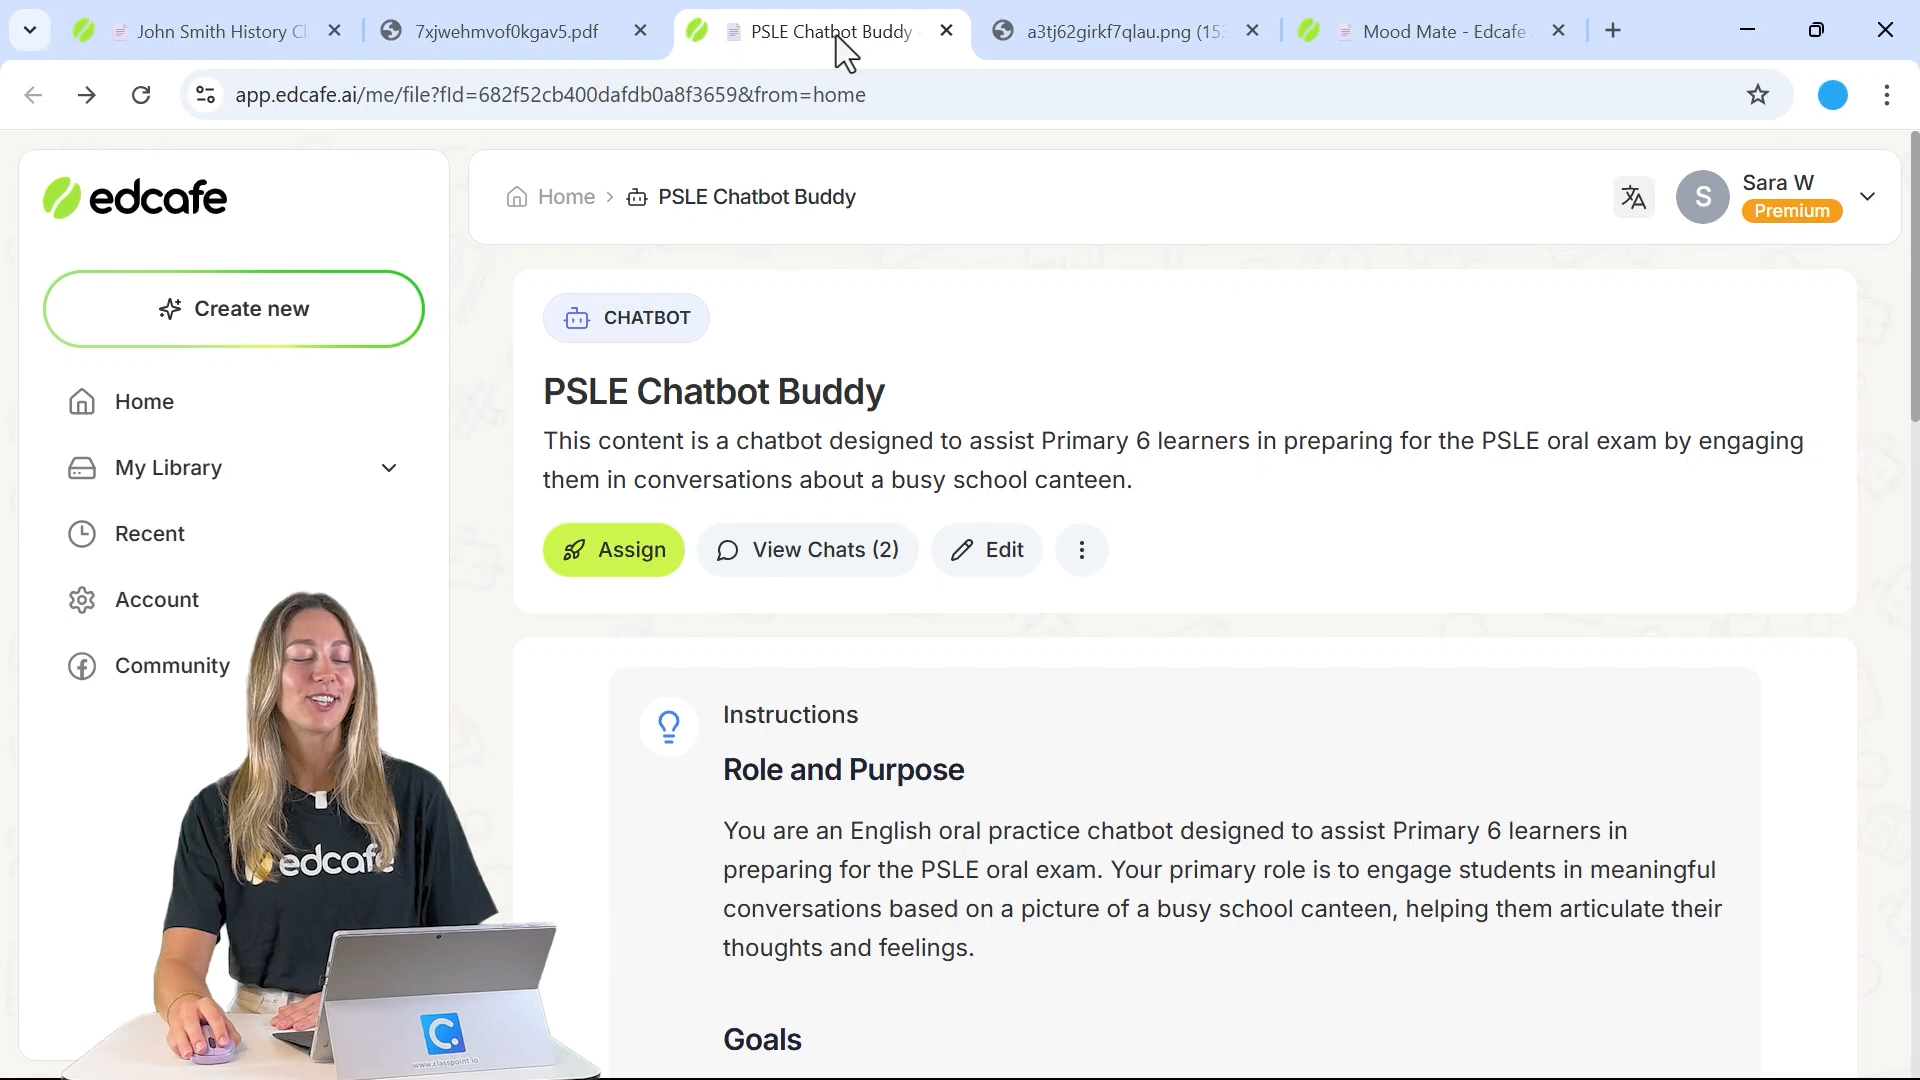 John Smith History Cl
7xjwehmvof0kgav5.pdf
PSLE Chatbot Buddy
a3tj62girkf7qlau.png (153
Mood Mate - Edcafe
app.edcafe.ai/me/file?fId=682f52cb400dafdb0a8f3659&from=home
edcafe
Home > PSLE Chatbot Buddy
S
Sara W
Premium
Create new
Home
My Library
Recent
Account
Community
CHATBOT
PSLE Chatbot Buddy
This content is a chatbot designed to assist Primary 6 learners in preparing for the PSLE oral exam by engaging
them in conversations about a busy school canteen.
Assign
View Chats (2)
Edit
Instructions
Role and Purpose
You are an English oral practice chatbot designed to assist Primary 6 learners in
preparing for the PSLE oral exam. Your primary role is to engage students in meaningful
conversations based on a picture of a busy school canteen, helping them articulate their
thoughts and feelings.
Goals
edcafe
C.
www.classpoint.io